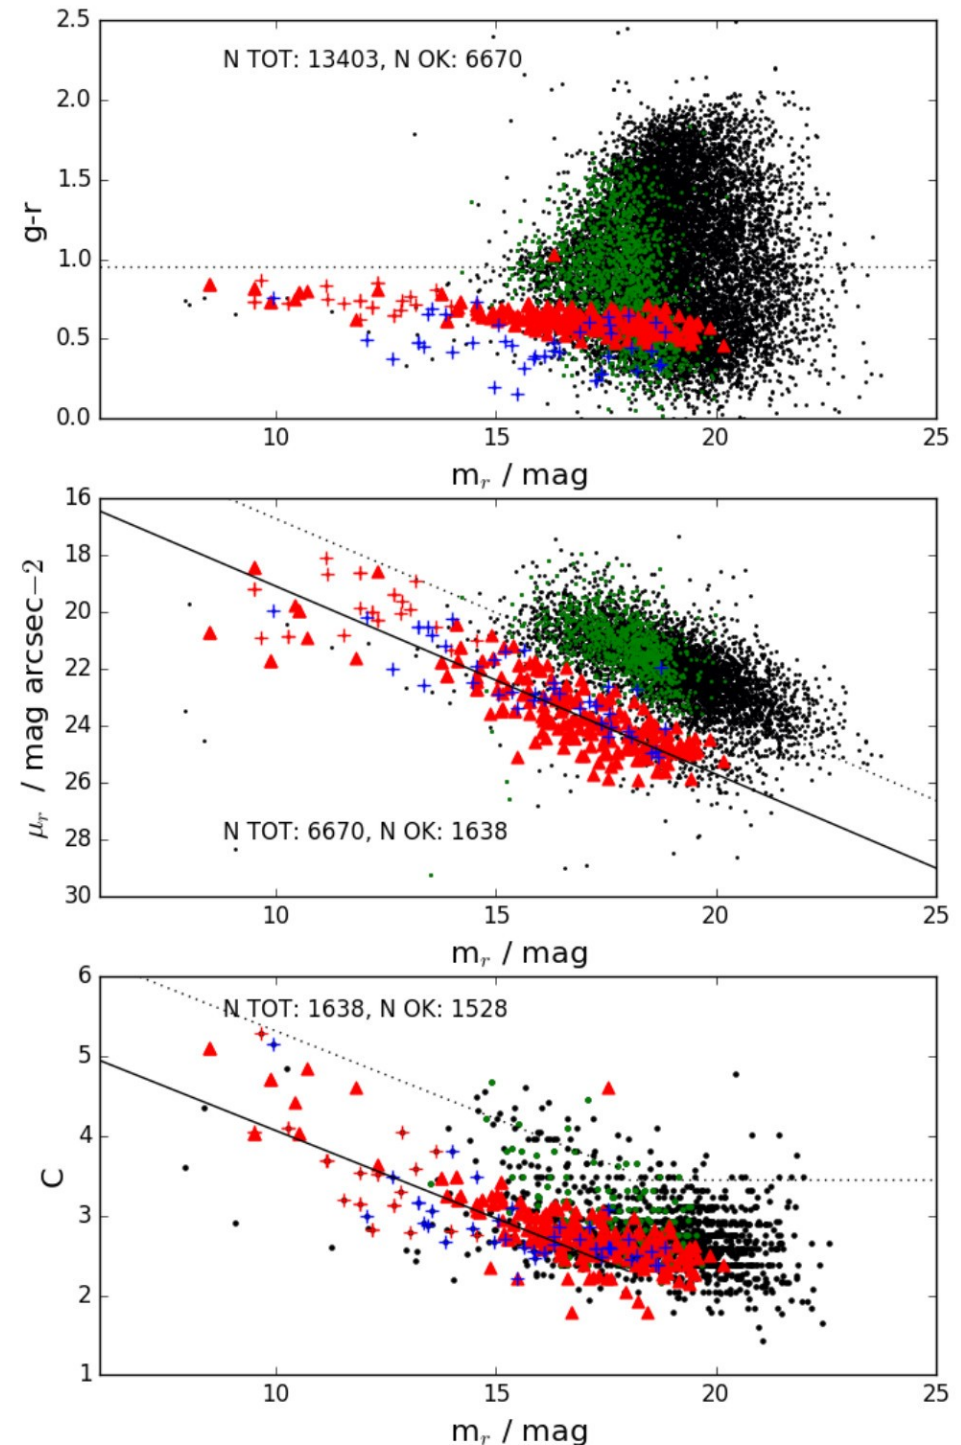 2.5
N TOT: 13403, N OK: 6670
2.0
1.5
g-r
1.0
0.5
0.0
10 15 20 25
m_r / mag
16
18
20
22
μ_r / mag arcsec−2
24
26
N TOT: 6670, N OK: 1638
28
30
10 15 20 25
m_r / mag
6
N TOT: 1638, N OK: 1528
5
4
C
3
2
1
10 15 20 25
m_r / mag